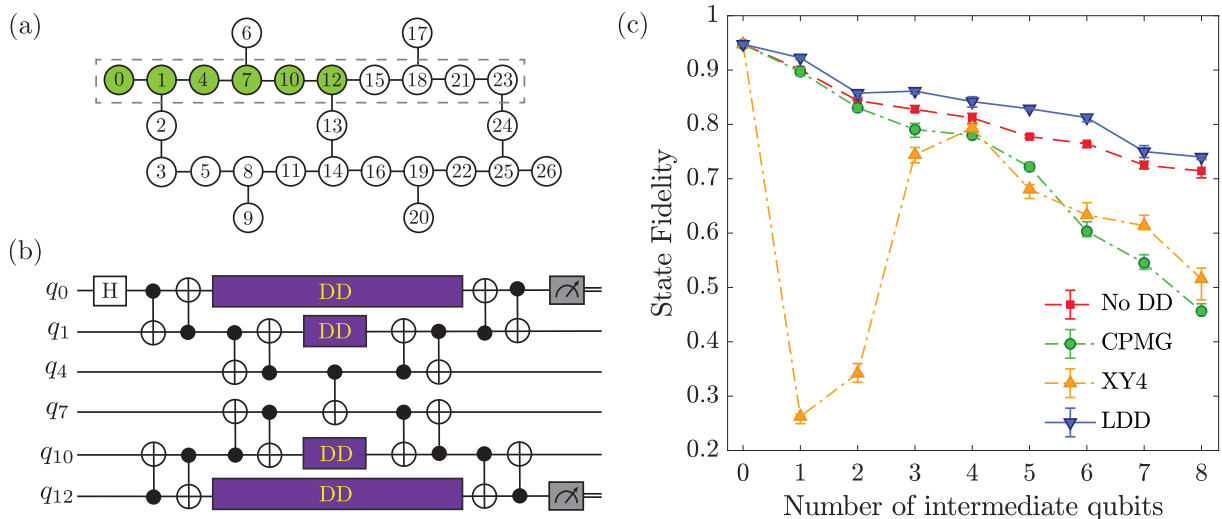 (a)
6 17
0 1 4 7 10 12 15 18 21 23
2 13 24
3 5 8 11 14 16 19 22 25 26
9 20
(b)
q0 H DD
q1 DD
q4
q7
q10 DD
q12 DD
(c)
State Fidelity
1
0.9
0.8
0.7
0.6
0.5
0.4
0.3
0.2
No DD
CPMG
XY4
LDD
0 1 2 3 4 5 6 7 8
Number of intermediate qubits